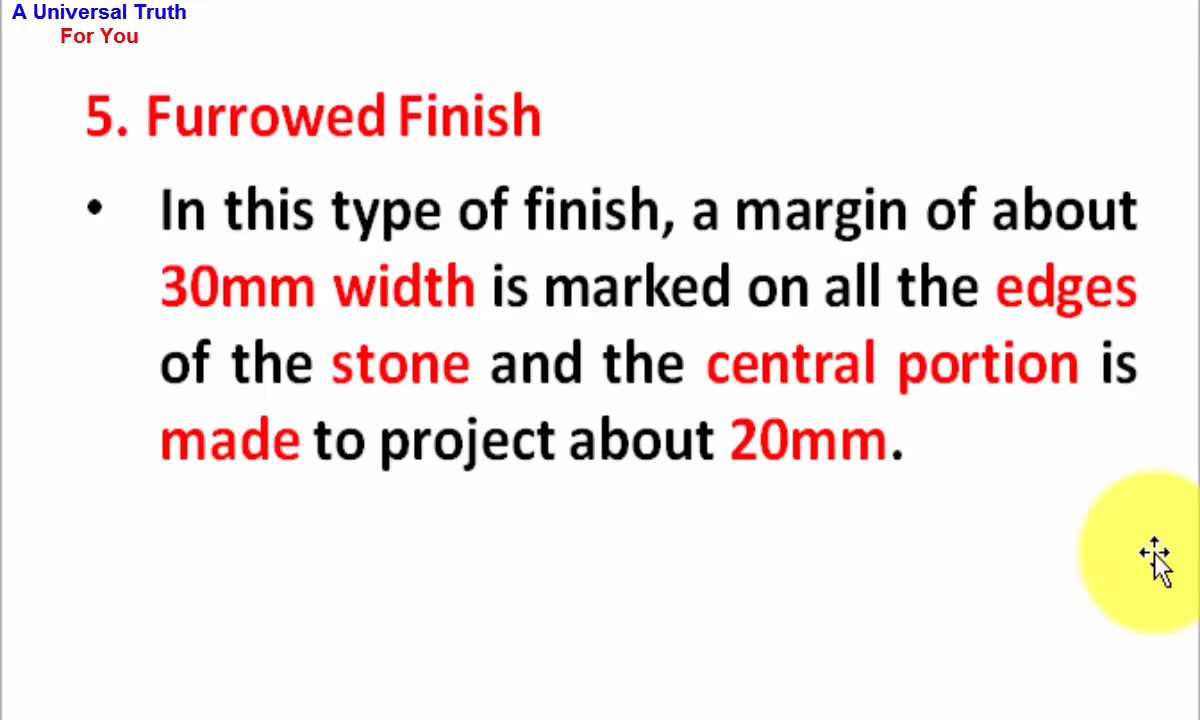 A Universal Truth
For You
5. Furrowed Finish
• In this type of finish, a margin of about
30mm width is marked on all the edges
of the stone and the central portion is
made to project about 20mm.